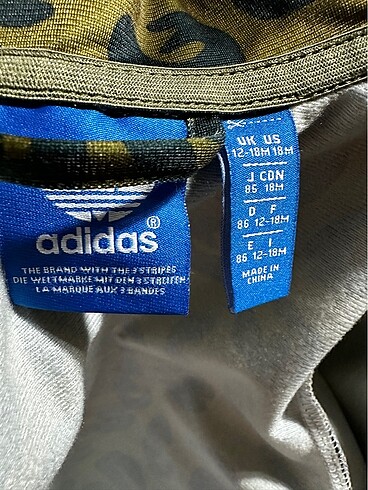 adidas®
THE BRAND WITH THE 3 STRIPES
DIE WELTMARKE MIT DEN 3 STREIFEN
LA MARQUE AUX 3 BANDES
UK US
12-18M 18M
J CDN
85 18M
D F
86 12-18M
E I
86 12-18M
MADE IN
CHINA